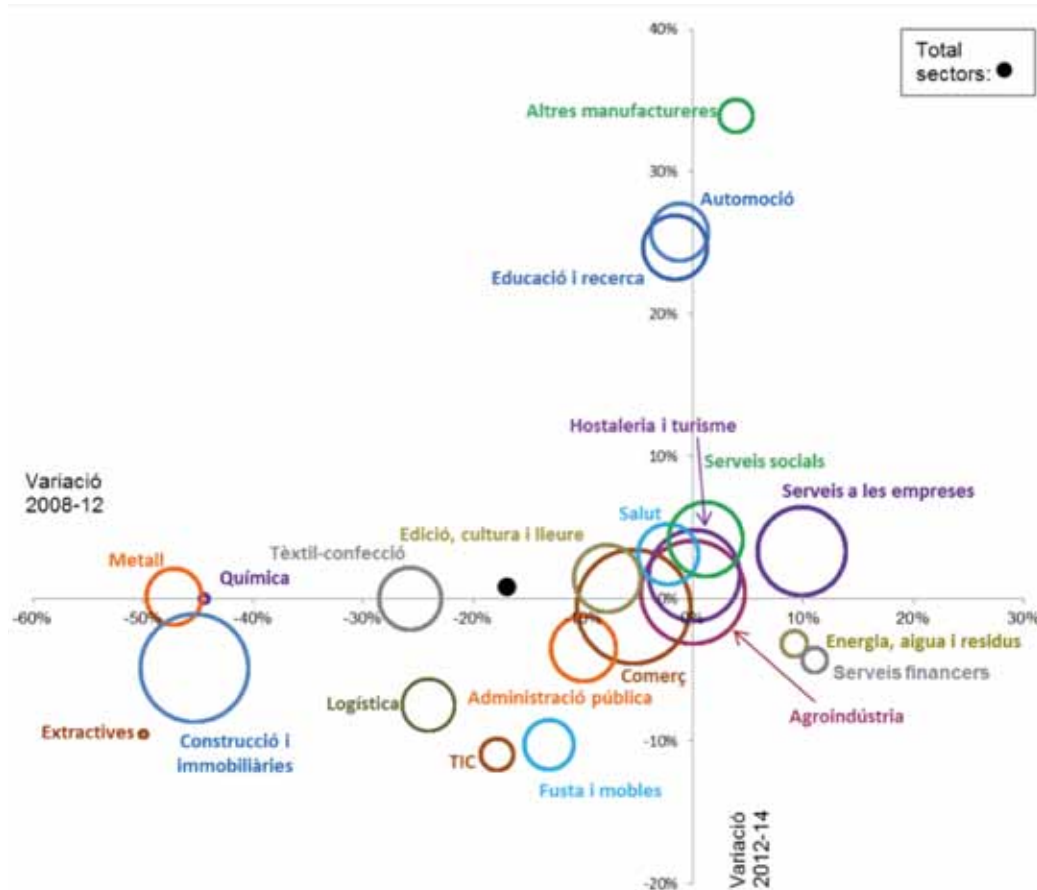 40%
Total
sectors:
Altres manufactureres
30%
Automoció
Educació i recerca
20%
Hostaleria i turisme
10%
Serveis socials
Variació
2008-12
Serveis a les empreses
Salut
Edició, cultura i lleure
Tèxtil-confecció
Metall
Química
0%
-60%
-50%
-40%
-30%
-20%
-10%
0%
10%
20%
30%
Energia, aigua i residus
Serveis financers
Comerç
Administració pública
Logística
Agroindústria
Extractives
Construcció i
immobiliàries
-10%
TIC
Fusta i mobles
Variació
2012-14
-20%